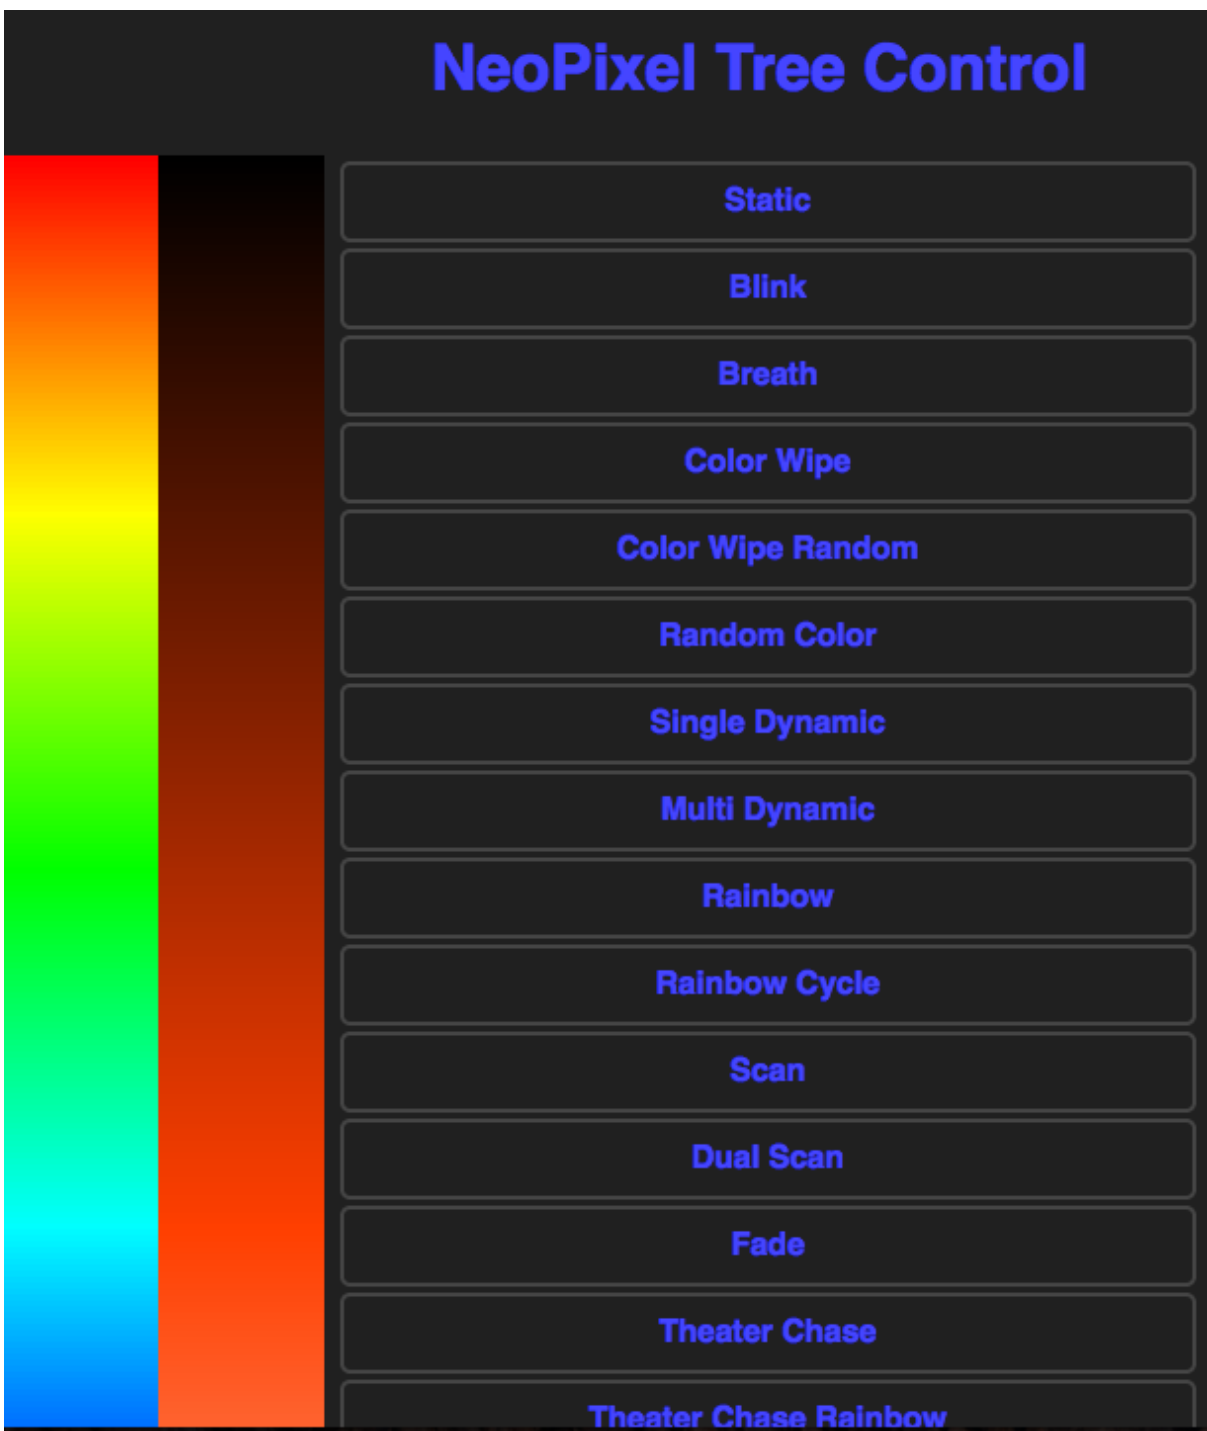 NeoPixel Tree Control
Static
Blink
Breath
Color Wipe
Color Wipe Random
Random Color
Single Dynamic
Multi Dynamic
Rainbow
Rainbow Cycle
Scan
Dual Scan
Fade
Theater Chase
Theater Chase Rainbow